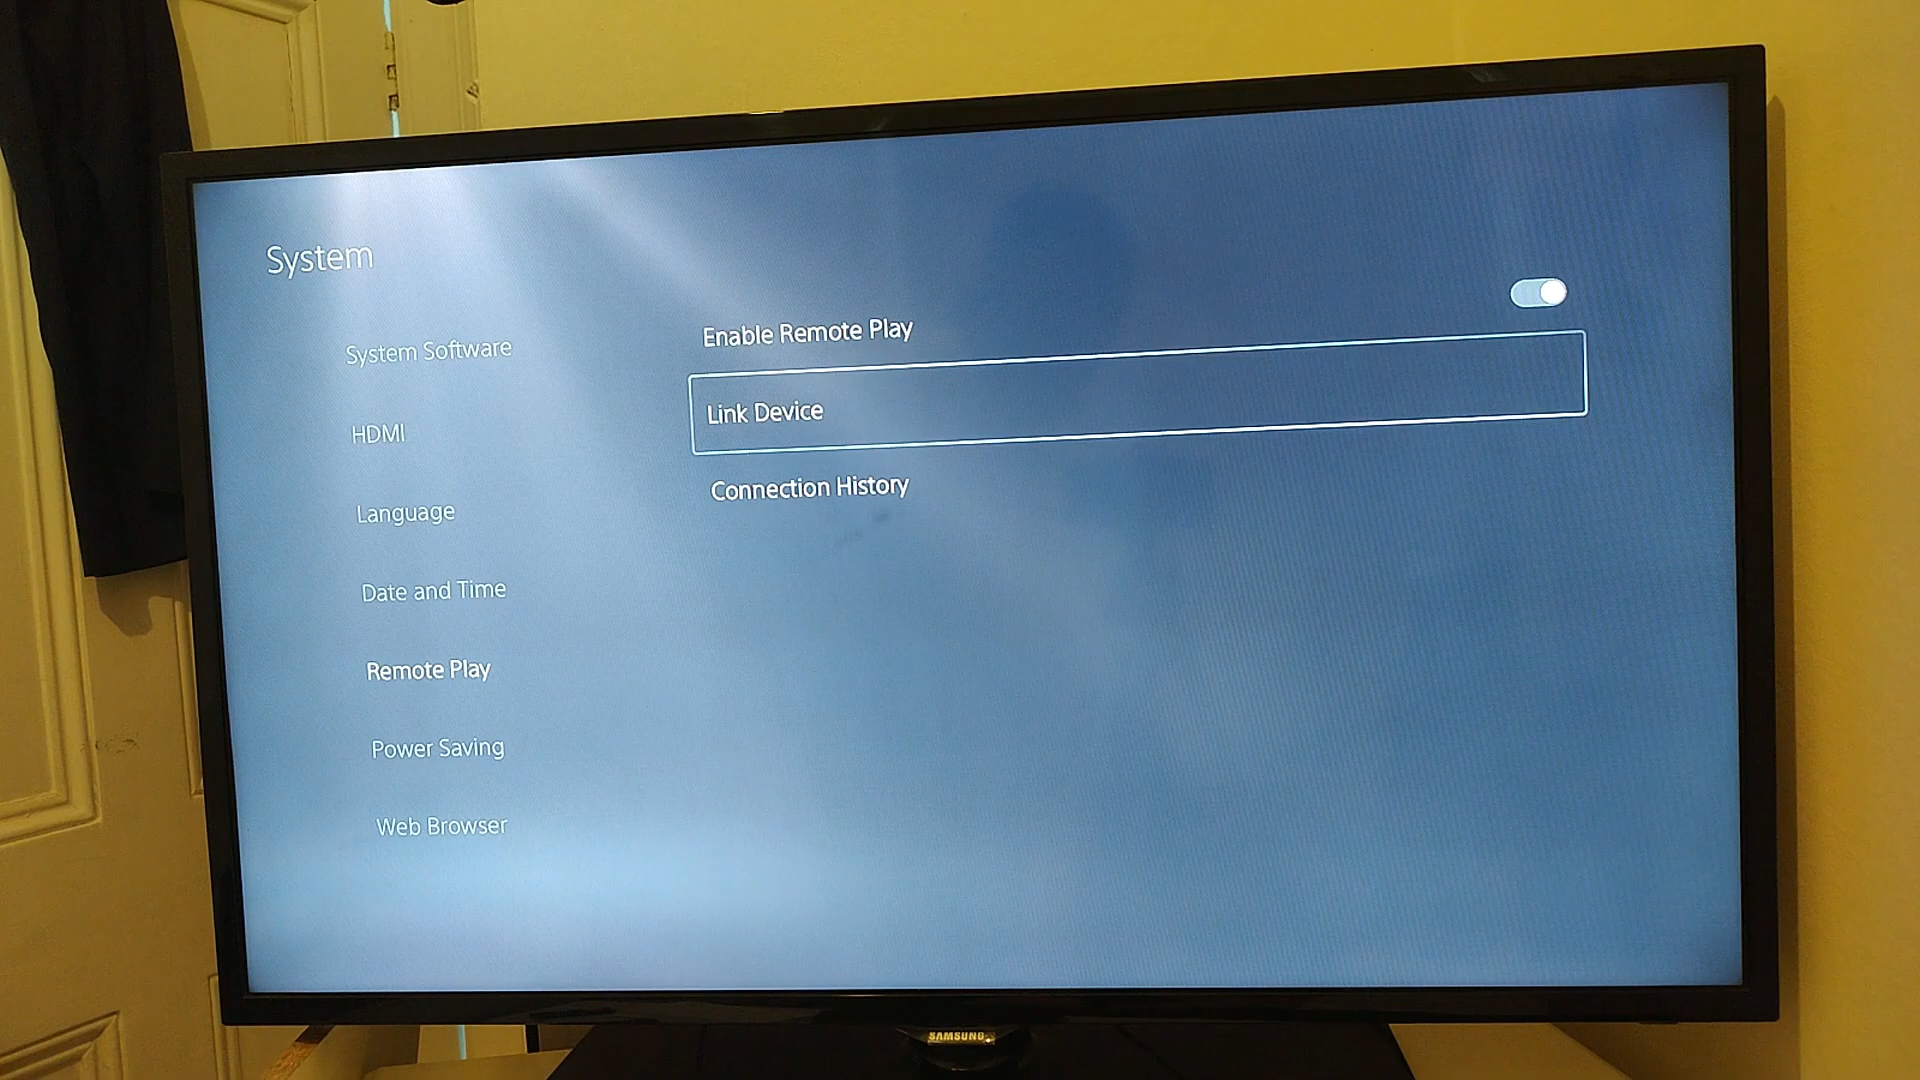 System
System Software
HDMI
Language
Date and Time
Remote Play
Power Saving
Web Browser
Enable Remote Play
Link Device
Connection History
SAMSUNG